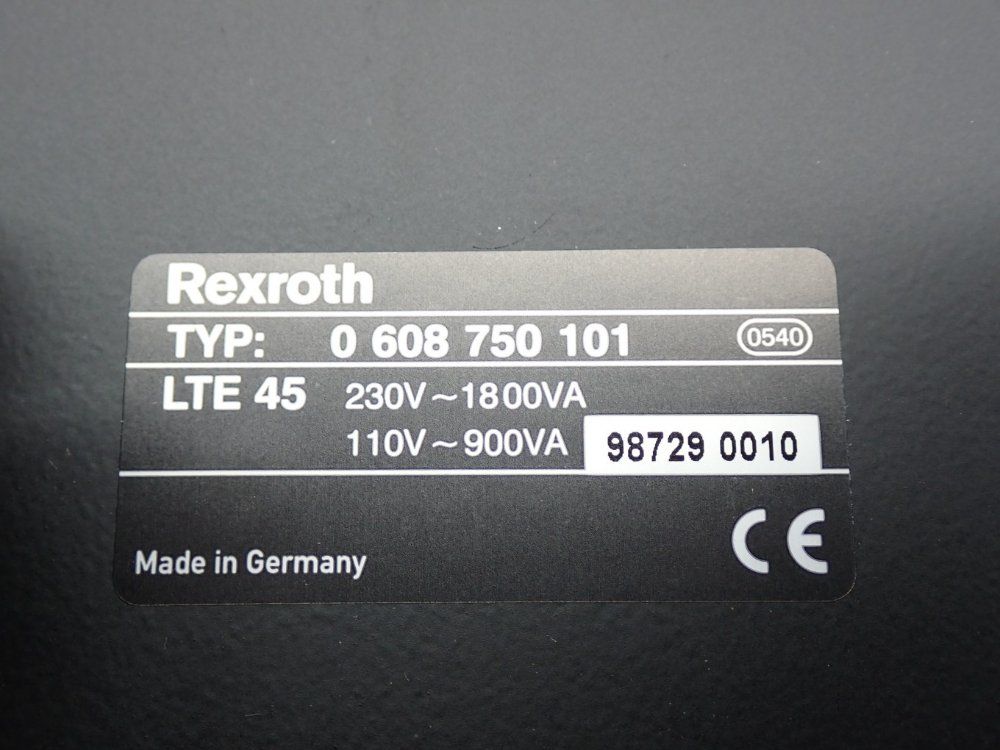 Rexroth
TYP: 0 608 750 101 0540
LTE 45 230V~1800VA
110V~900VA 98729 0010
Made in Germany CE